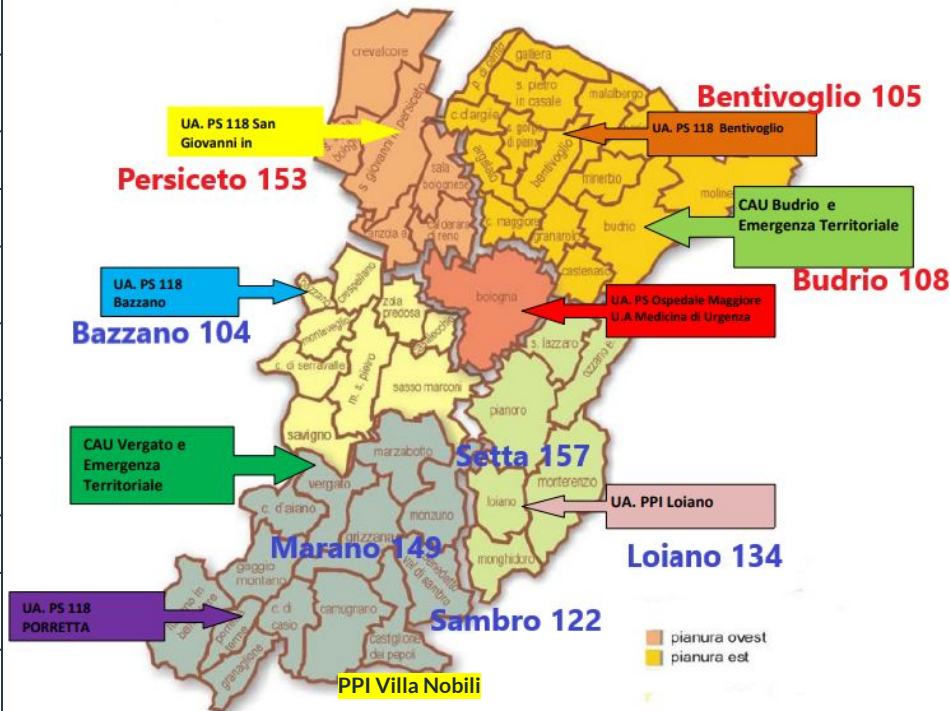 crevalcore
galliera
s. pietro
in casale
malalbergo
Bentivoglio 105
UA. PS 118 San
Giovanni in
s. giovanni persiceto
c.d'argile
UA. PS 118 Bentivoglio
argelato
bentivoglio
Persiceto 153
sala
bolognese
minerbio
CAU Budrio e
Emergenza Territoriale
c. maggiore
granarolo
budrio
castenaso
Budrio 108
UA. PS 118
Bazzano
bazzano
crespellano
zola
predosa
bologna
UA. PS Ospedale Maggiore
U.A Medicina di Urgenza
Bazzano 104
monteveglio
s. lazzaro
ozzano e.
c. di serravalle
m. s. pietro
sasso marconi
pianoro
savigno
CAU Vergato e
Emergenza
Territoriale
marzabotto
Setta 157
vergato
monterenzio
c. d'aiano
loiano
UA. PPI Loiano
monzuno
grizzana
Marano 149
Loiano 134
gaggio
montano
monghidoro
val di sambro
UA. PS 118
PORRETTA
porretta
terme
c. di
casio
camugnano
Sambro 122
granaglione
castiglione
dei pepoli
pianura ovest
pianura est
PPI Villa Nobili